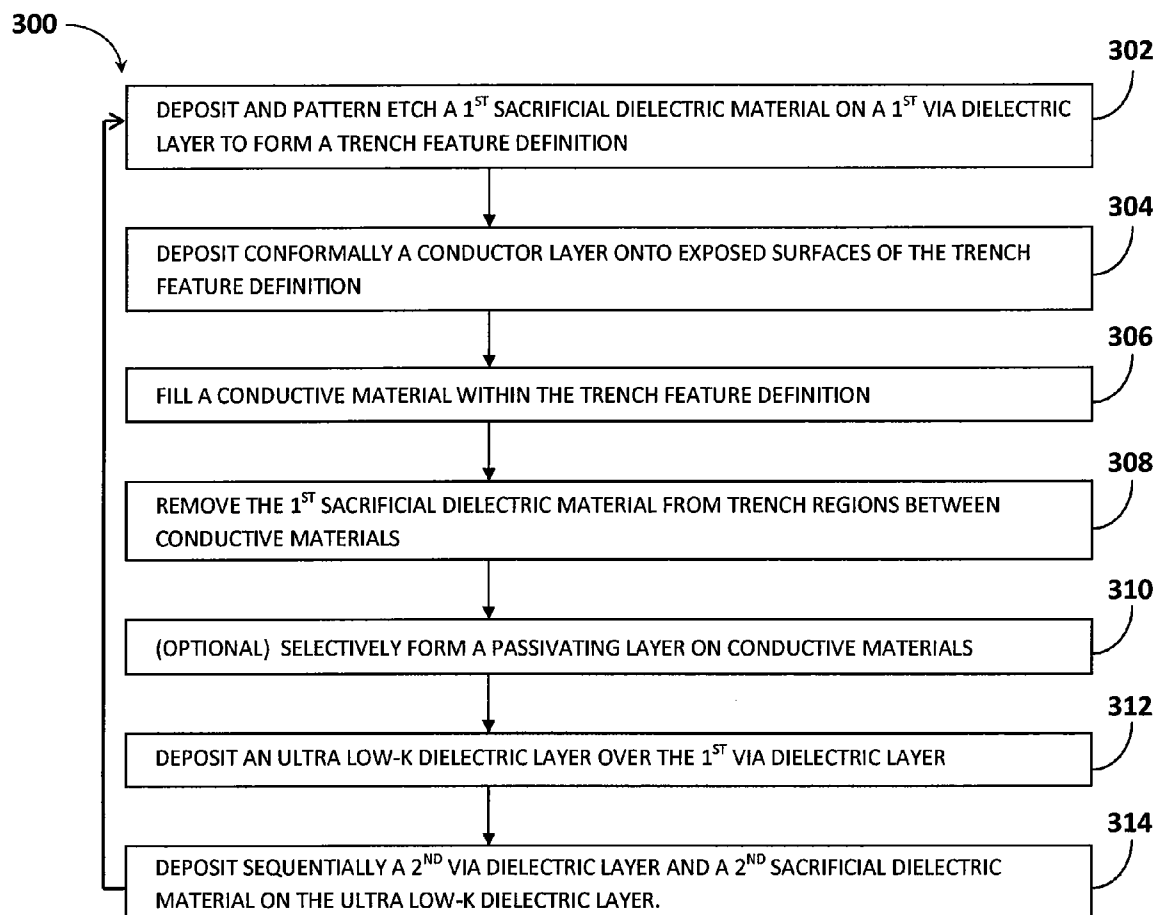 300
302
DEPOSIT AND PATTERN ETCH A 1ST SACRIFICIAL DIELECTRIC MATERIAL ON A 1ST VIA DIELECTRIC
LAYER TO FORM A TRENCH FEATURE DEFINITION
304
DEPOSIT CONFORMALLY A CONDUCTOR LAYER ONTO EXPOSED SURFACES OF THE TRENCH
FEATURE DEFINITION
306
FILL A CONDUCTIVE MATERIAL WITHIN THE TRENCH FEATURE DEFINITION
308
REMOVE THE 1ST SACRIFICIAL DIELECTRIC MATERIAL FROM TRENCH REGIONS BETWEEN
CONDUCTIVE MATERIALS
310
(OPTIONAL) SELECTIVELY FORM A PASSIVATING LAYER ON CONDUCTIVE MATERIALS
312
DEPOSIT AN ULTRA LOW-K DIELECTRIC LAYER OVER THE 1ST VIA DIELECTRIC LAYER
314
DEPOSIT SEQUENTIALLY A 2ND VIA DIELECTRIC LAYER AND A 2ND SACRIFICIAL DIELECTRIC
MATERIAL ON THE ULTRA LOW-K DIELECTRIC LAYER.